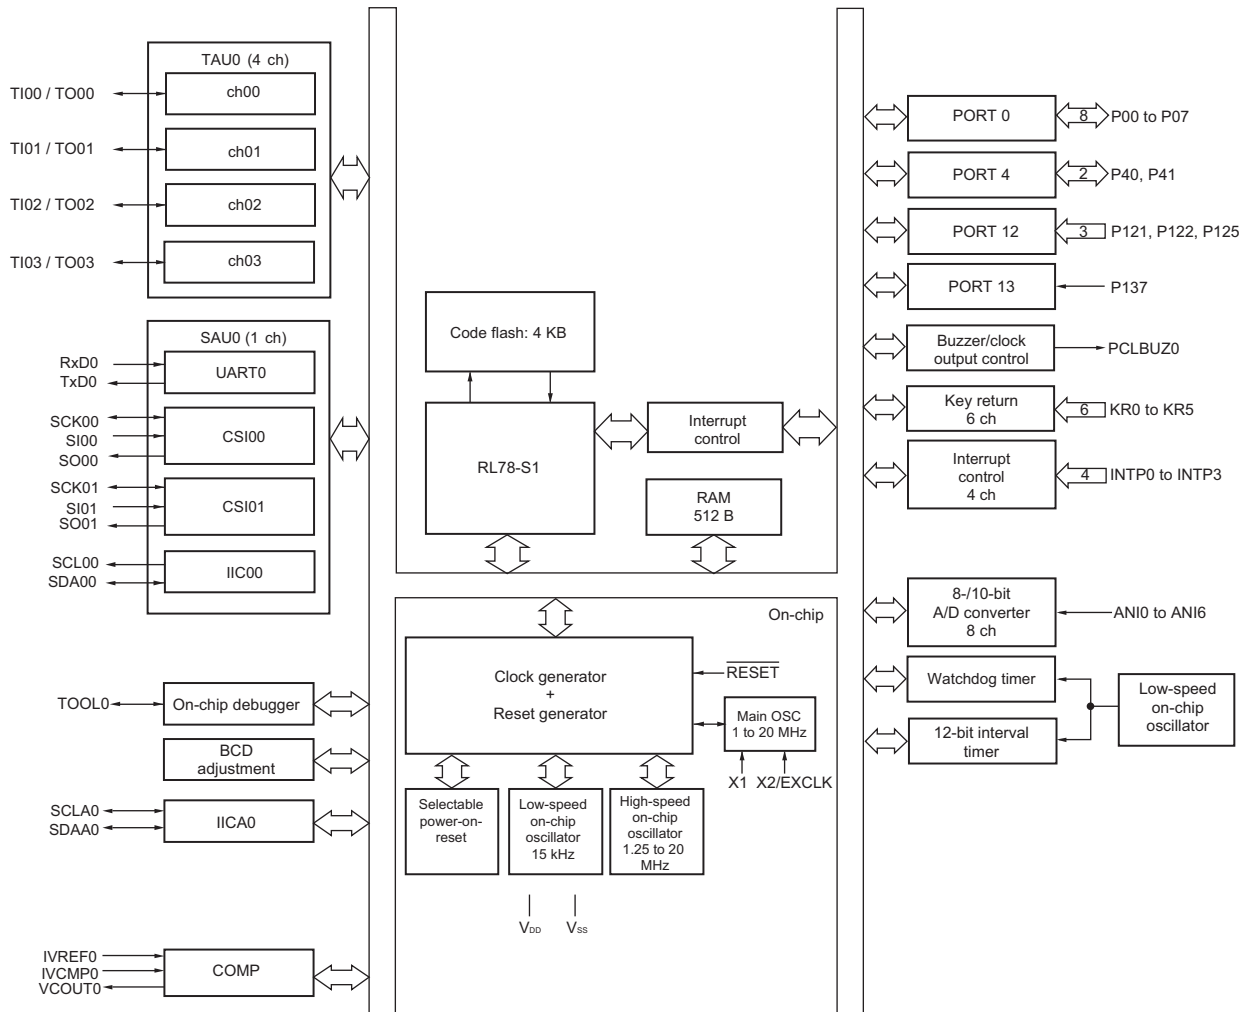 TAU0 (4 ch)
TI00 / TO00
ch00
TI01 / TO01
ch01
TI02 / TO02
ch02
TI03 / TO03
ch03
SAU0 (1 ch)
RxD0
TxD0
UART0
SCK00
SI00
SO00
CSI00
SCK01
SI01
SO01
CSI01
SCL00
SDA00
IIC00
TOOL0
On-chip debugger
BCD
adjustment
SCLA0
SDAA0
IICA0
IVREF0
IVCMP0
VCOUT0
COMP
Code flash: 4 KB
RL78-S1
Interrupt
control
RAM
512 B
On-chip
Clock generator
+
Reset generator
RESET
Main OSC
1 to 20 MHz
X1
X2/EXCLK
Selectable
power-on-
reset
Low-speed
on-chip
oscillator
15 kHz
High-speed
on-chip
oscillator
1.25 to 20
MHz
VDD
VSS
PORT 0
8
P00 to P07
PORT 4
2
P40, P41
PORT 12
3
P121, P122, P125
PORT 13
P137
Buzzer/clock
output control
PCLBUZ0
Key return
6 ch
6
KR0 to KR5
Interrupt
control
4 ch
4
INTP0 to INTP3
8-/10-bit
A/D converter
8 ch
ANI0 to ANI6
Watchdog timer
12-bit interval
timer
Low-speed
on-chip
oscillator